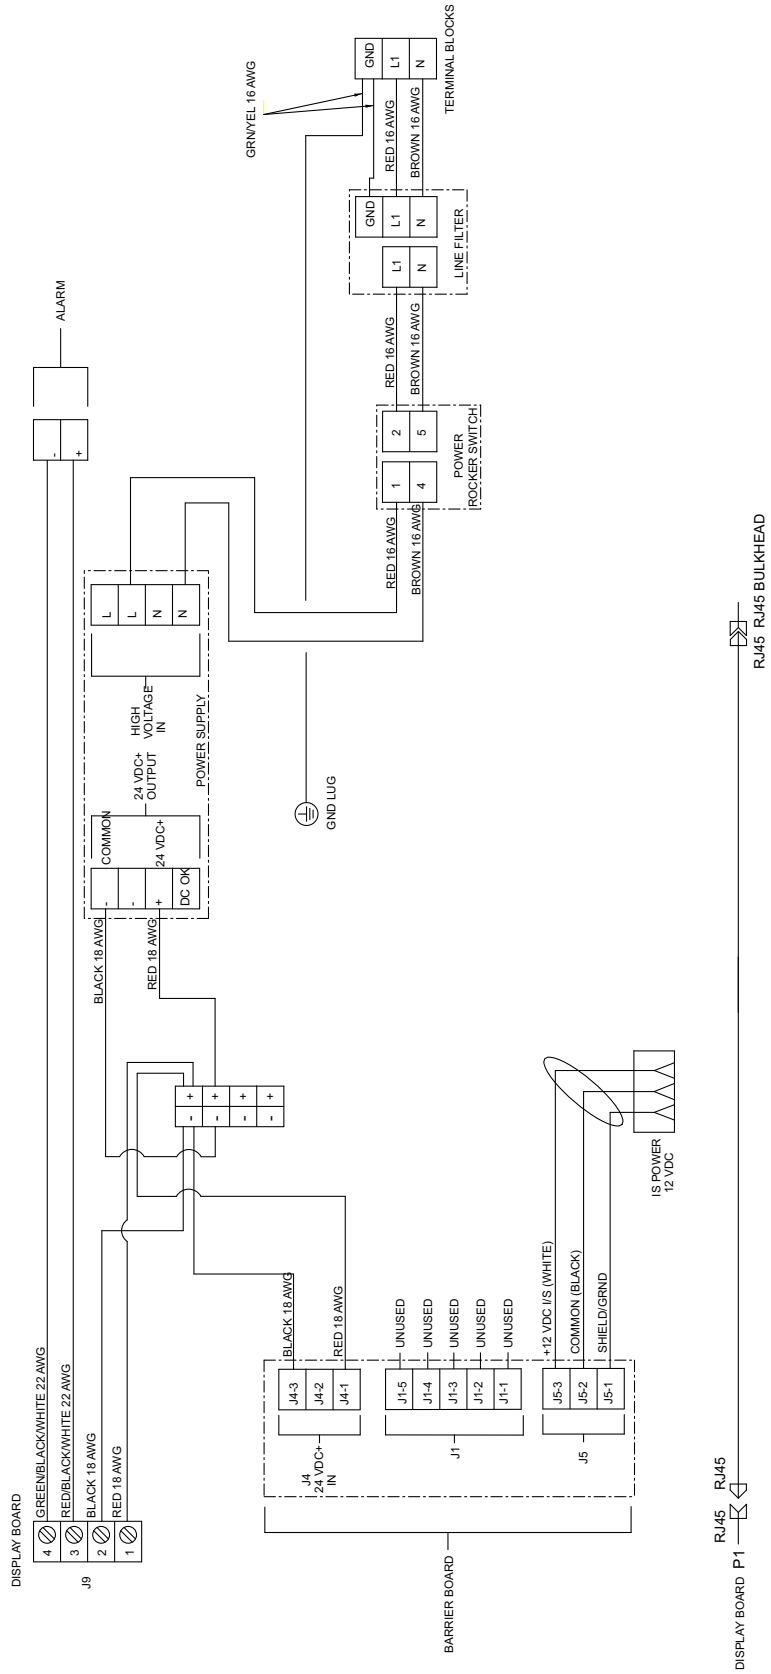 DISPLAY BOARD
J9
4
3
2
1
GREEN/BLACK/WHITE 22 AWG
RED/BLACK/WHITE 22 AWG
BLACK 18 AWG
RED 18 AWG
-
+
ALARM
BLACK 18 AWG
RED 18 AWG
-
-
+
DC OK
COMMON
24 VDC+
24 VDC+
OUTPUT
HIGH
VOLTAGE
IN
POWER SUPPLY
L
L
N
N
- +
- +
- +
- +
GND LUG
RED 16 AWG
BROWN 16 AWG
1
4
2
5
POWER
ROCKER SWITCH
RED 16 AWG
BROWN 16 AWG
L1
N
GND
L1
N
LINE FILTER
GRN/YEL 16 AWG
RED 16 AWG
BROWN 16 AWG
GND
L1
N
TERMINAL BLOCKS
BARRIER BOARD
J4
24 VDC+
IN
J4-3
J4-2
J4-1
BLACK 18 AWG
RED 18 AWG
J1
J1-5
J1-4
J1-3
J1-2
J1-1
UNUSED
UNUSED
UNUSED
UNUSED
UNUSED
J5
J5-3
J5-2
J5-1
+12 VDC I/S (WHITE)
COMMON (BLACK)
SHIELD/GRND
IS POWER
12 VDC
DISPLAY BOARD P1
RJ45 RJ45
RJ45 RJ45 BULKHEAD